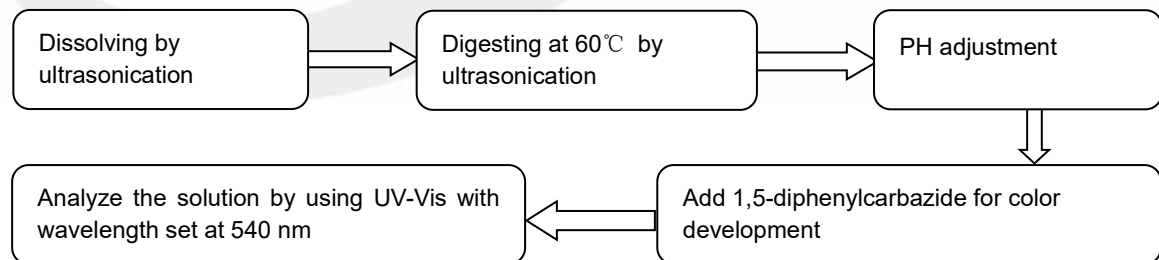 Dissolving by
ultrasonication
Digesting at 60℃ by
ultrasonication
PH adjustment
Add 1,5-diphenylcarbazide for color
development
Analyze the solution by using UV-Vis with
wavelength set at 540 nm